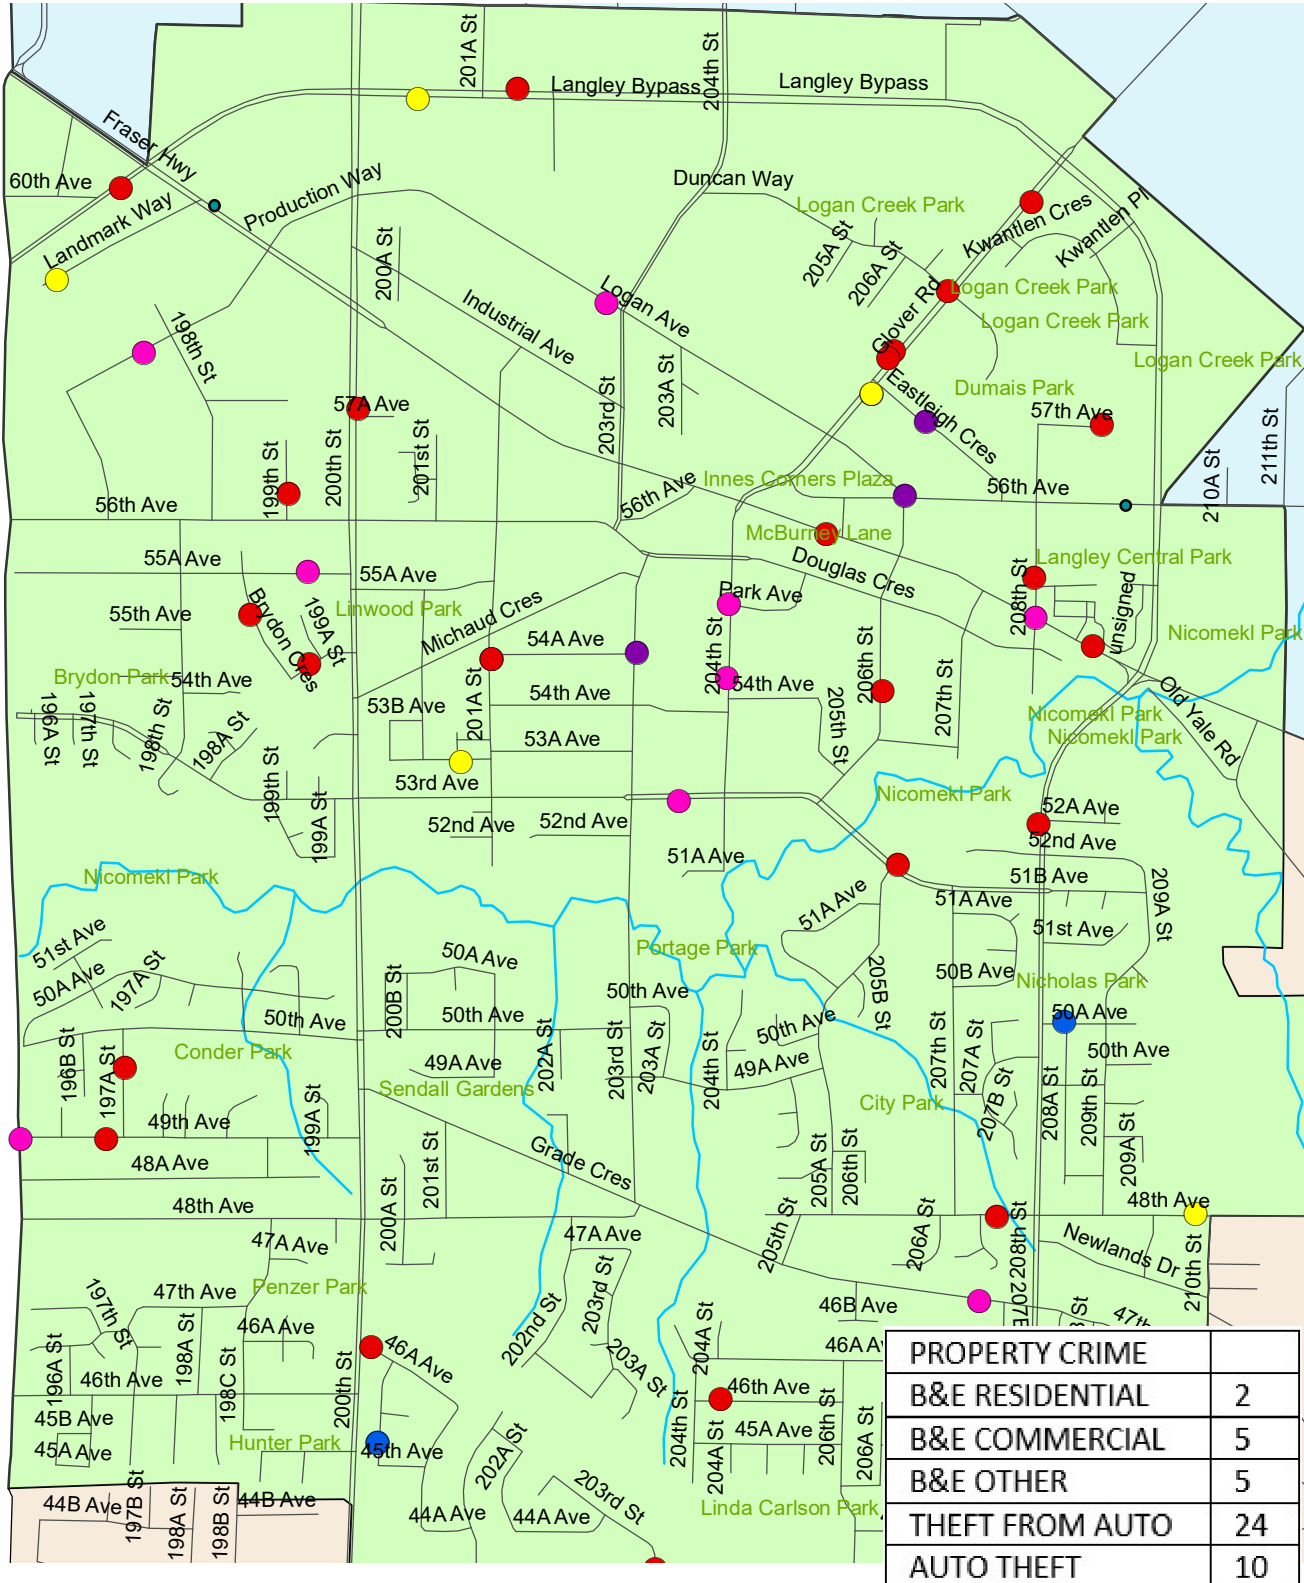 201A St
204th St
Langley Bypass
Langley Bypass
Fraser Hwy
60th Ave
Landmark Way
Production Way
Duncan Way
Logan Creek Park
Kwantlen Cres
Kwantlen Pl
205A St
206A St
200A St
Logan Ave
Industrial Ave
Glover Rd
Logan Creek Park
Logan Creek Park
Logan Creek Park
198th St
203rd St
203A St
Eastleigh Cres
Dumais Park
57A Ave
57th Ave
199th St
200th St
201st St
211th St
210A St
Innes Corners Plaza
56th Ave
56th Ave
56th Ave
McBurney Lane
55A Ave
55A Ave
Douglas Cres
Langley Central Park
55th Ave
Brydon Cres
199A St
Linwood Park
Michaud Cres
Park Ave
208th St
unsigned
Nicomekl Park
54A Ave
204th St
206th St
207th St
Brydon Park
54th Ave
54th Ave
54th Ave
201A St
53B Ave
205th St
Old Yale Rd
196A St
197th St
198th St
198A St
Nicomekl Park
Nicomekl Park
53A Ave
53rd Ave
199th St
199A St
Nicomekl Park
52A Ave
52nd Ave
52nd Ave
52nd Ave
51A Ave
51B Ave
Nicomekl Park
51A Ave
51A Ave
209A St
51st Ave
51st Ave
Portage Park
50A Ave
50A Ave
197A St
50B Ave
Nicholas Park
205B St
200B St
50th Ave
50th Ave
50th Ave
50th Ave
50A Ave
196B St
197A St
Conder Park
49A Ave
202A St
203rd St
203A St
204th St
49A Ave
207th St
207A St
50th Ave
Sendall Gardens
City Park
207B St
208A St
209th St
209A St
49th Ave
199A St
48A Ave
Grade Cres
201st St
200A St
205A St
206th St
48th Ave
48th Ave
205th St
206A St
208th St
Newlands Dr
210th St
47A Ave
47A Ave
Penzer Park
47th Ave
197th St
46A Ave
202nd St
203rd St
203A St
204A St
46B Ave
46A
47th
196A St
46th Ave
198A St
198C St
200th St
46A Ave
46th Ave
45B Ave
45A Ave
Hunter Park
45th Ave
202A St
204th St
204A St
45A Ave
206th St
206A St
44B Ave
197B St
198A St
198B St
44B Ave
44A Ave
44A Ave
203rd St
Linda Carlson Park
PROPERTY CRIME
B&E RESIDENTIAL 2
B&E COMMERCIAL 5
B&E OTHER 5
THEFT FROM AUTO 24
AUTO THEFT 10